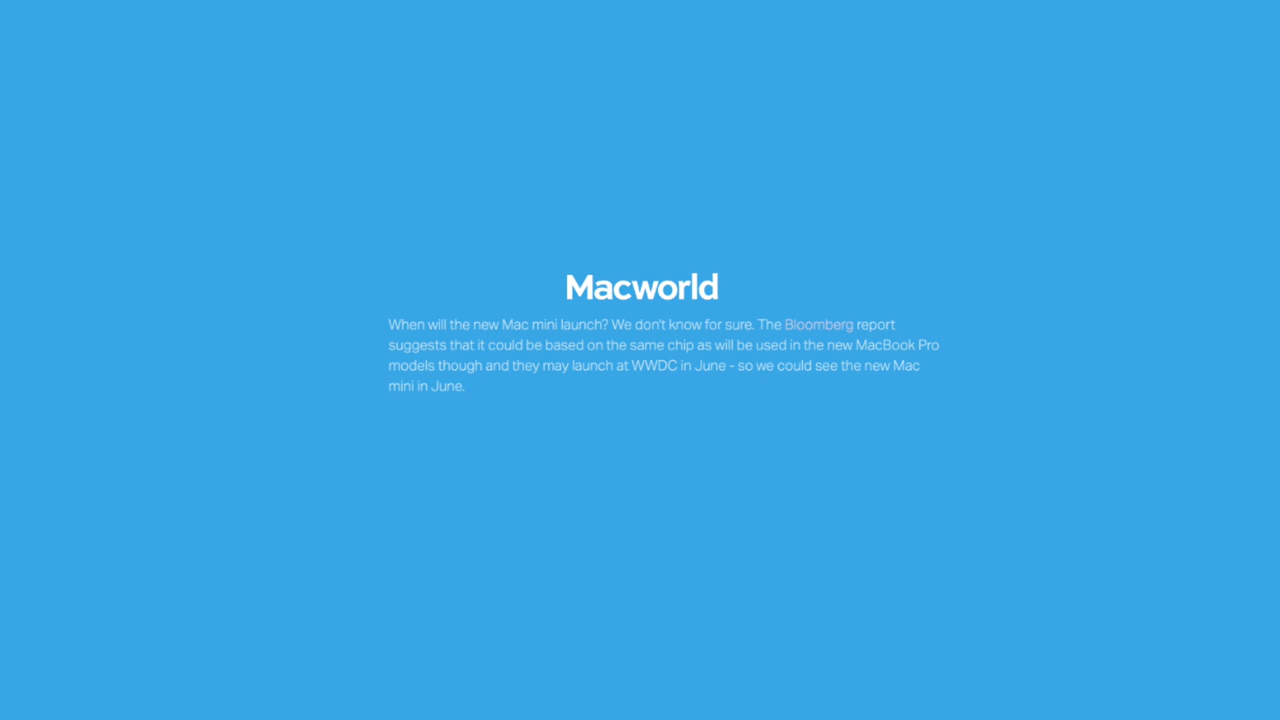 Macworld
When will the new Mac mini launch? We don't know for sure. The Bloomberg report
suggests that it could be based on the same chip as will be used in the new MacBook Pro
models though and they may launch at WWDC in June - so we could see the new Mac
mini in June.